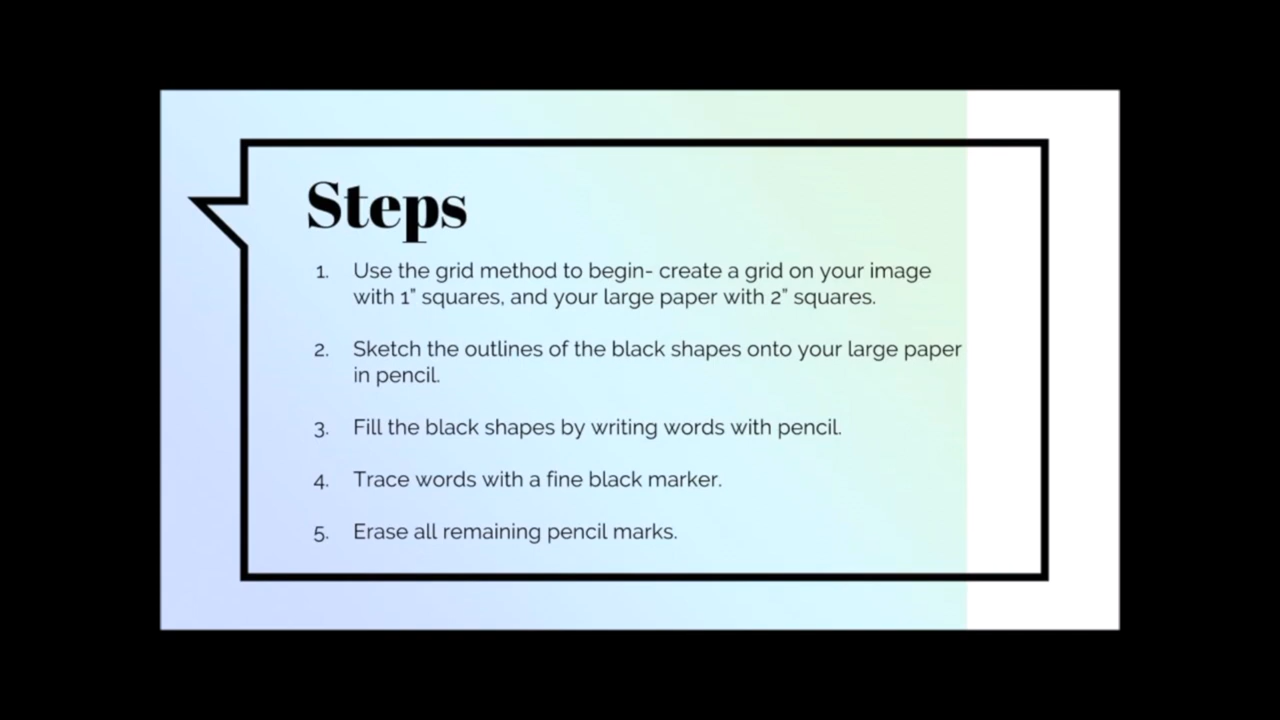 Steps
1. Use the grid method to begin- create a grid on your image
with 1” squares, and your large paper with 2” squares.
2. Sketch the outlines of the black shapes onto your large paper
in pencil.
3. Fill the black shapes by writing words with pencil.
4. Trace words with a fine black marker.
5. Erase all remaining pencil marks.